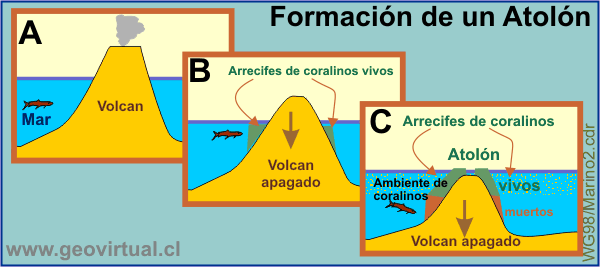 Formación de un Atolón
A
Volcan
Mar
B
Arrecifes de coralinos vivos
Volcan
apagado
C
Arrecifes de coralinos
Atolón
Ambiente de
coralinos
vivos
muertos
Volcan apagado
www.geovirtual.cl
WG98/Marino2.cdr